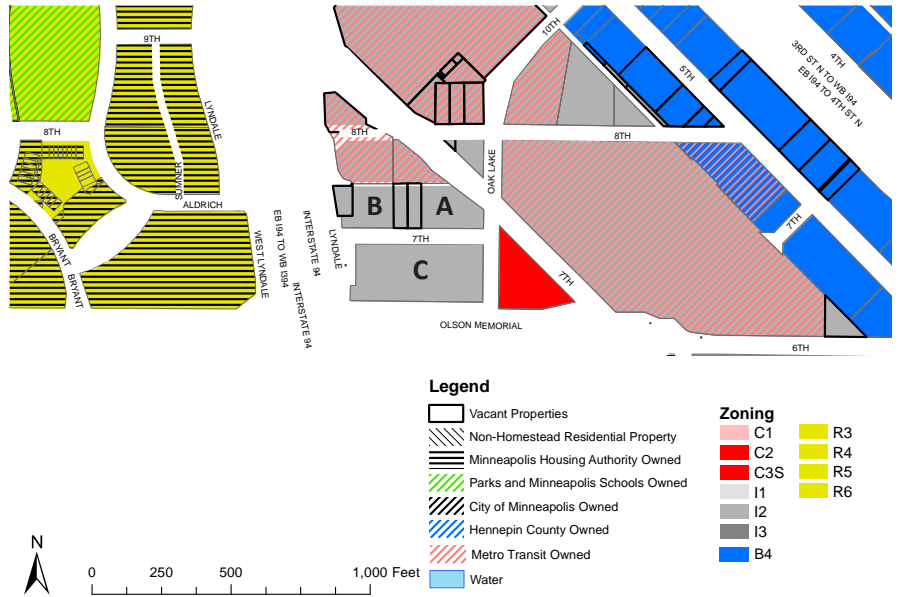 10TH
4TH
9TH
3RD ST N TO WB I94
EB I94 TO 4TH ST N
5TH
LYNDALE
8TH
8TH
8TH
SUMNER
OAK LAKE
ALDRICH
B
A
7TH
EB I94 TO WB I394
INTERSTATE 94
LYNDALE
WEST LYNDALE
BRYANT
BRYANT
7TH
C
7TH
INTERSTATE 94
OLSON MEMORIAL
6TH
Legend
Vacant Properties
Non-Homestead Residential Property
Minneapolis Housing Authority Owned
Parks and Minneapolis Schools Owned
City of Minneapolis Owned
Hennepin County Owned
Metro Transit Owned
Water
Zoning
C1
C2
C3S
I1
I2
I3
B4
R3
R4
R5
R6
N
0 250 500 1,000 Feet